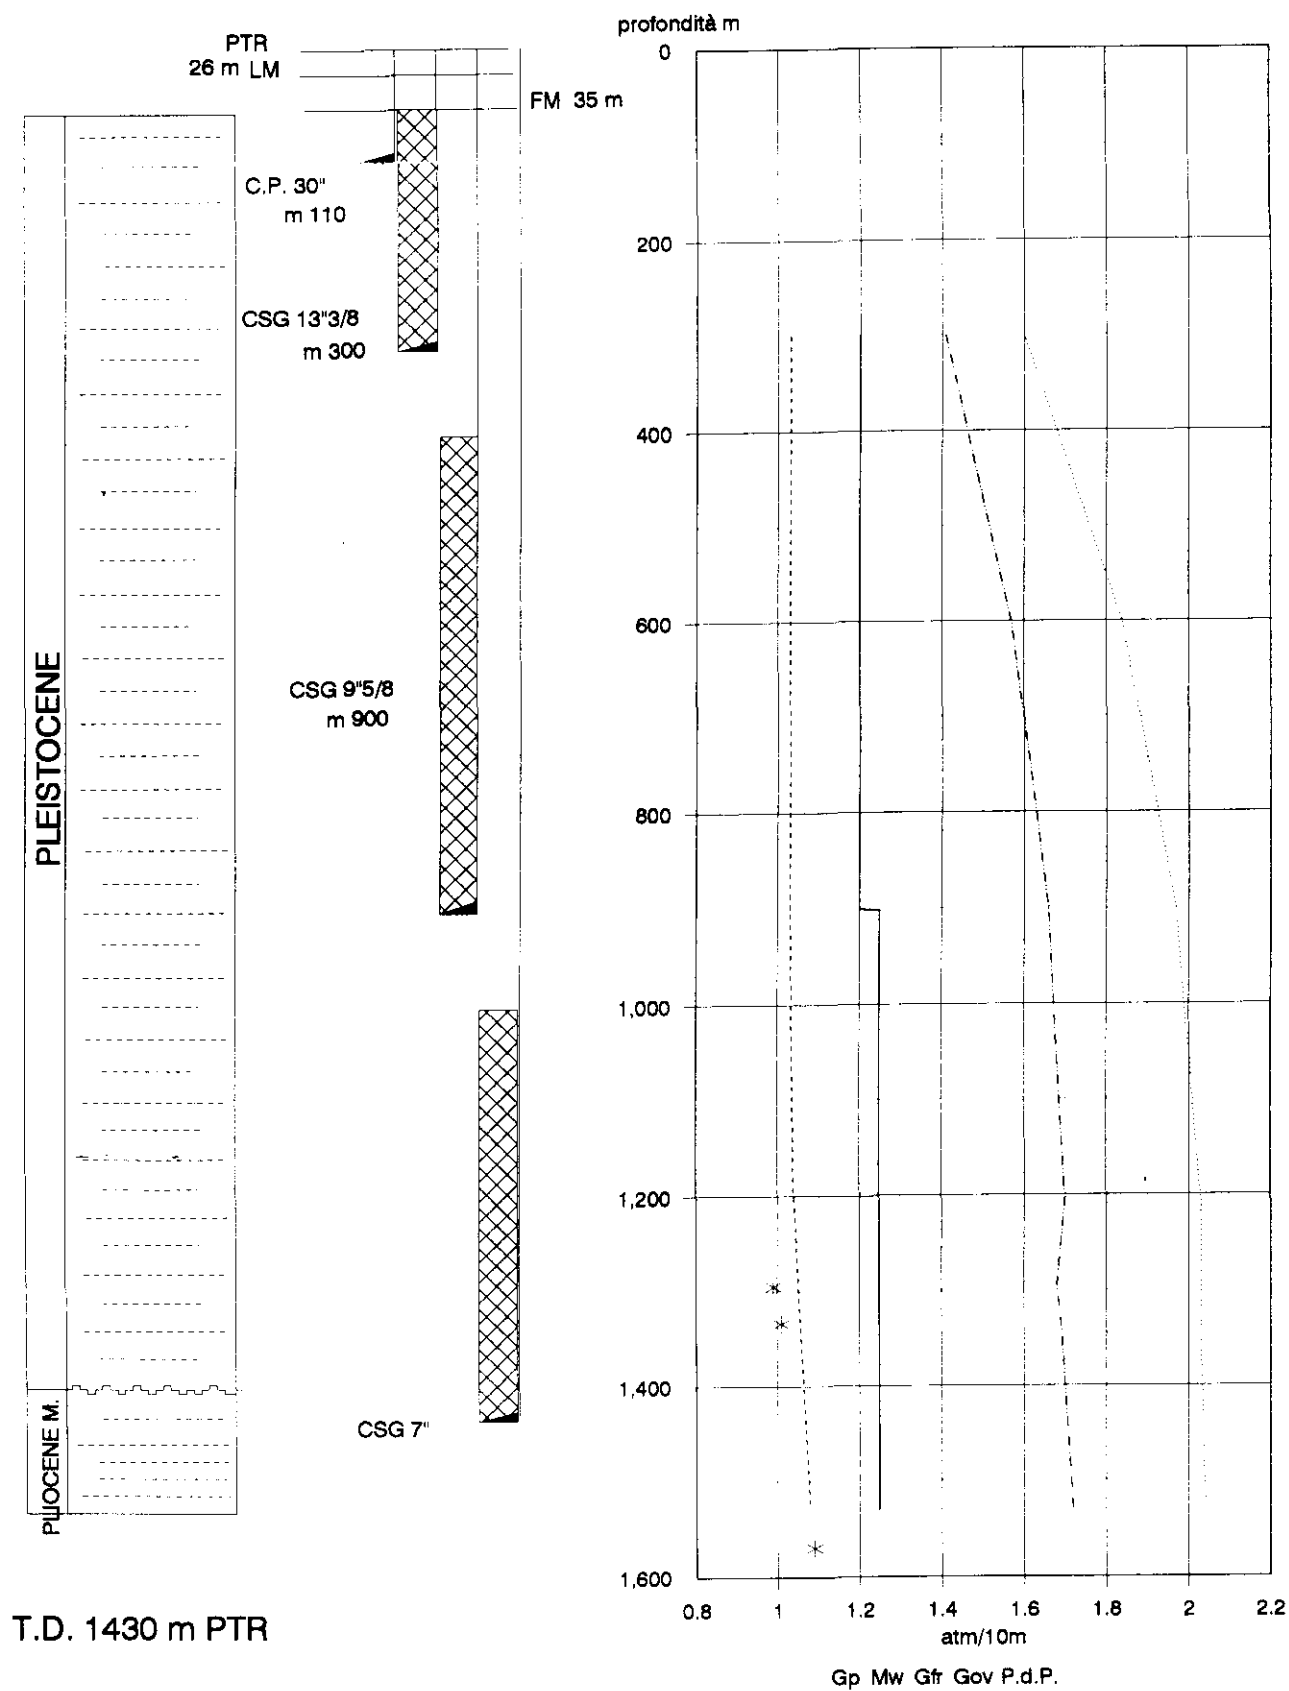 profondità m
PTR
26 m LM
FM 35 m
C.P. 30"
m 110
CSG 13"3/8
m 300
CSG 9"5/8
m 900
CSG 7"
PLEISTOCENE
PLIOCENE M.
T.D. 1430 m PTR
0
200
400
600
800
1,000
1,200
1,400
1,600
0.8 1 1.2 1.4 1.6 1.8 2 2.2
atm/10m
Gp Mw Gfr Gov P.d.P.